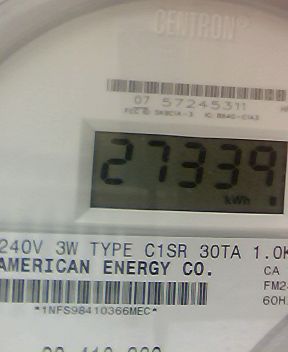 CENTRON®
07 57245311
27339
kWh
240V 3W TYPE C1SR 30TA 1.0K
AMERICAN ENERGY CO.
CA
FM2
60H
*1NFS98410366MEC*